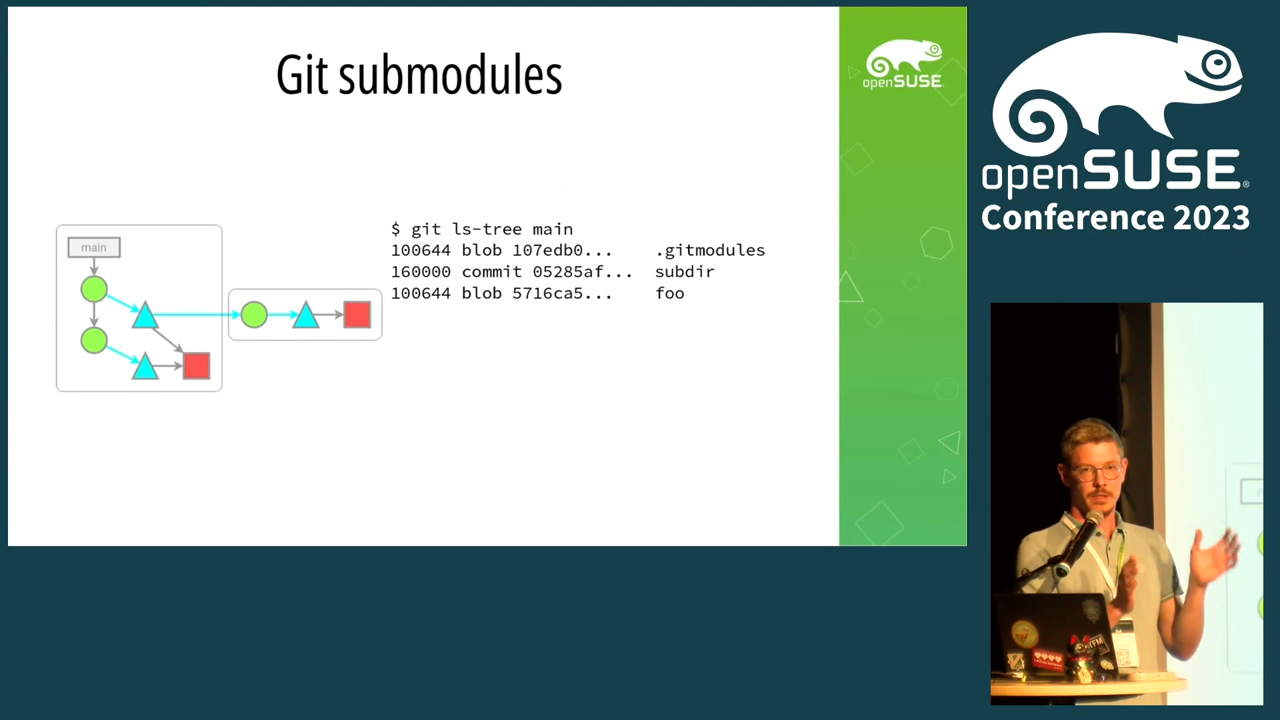 Git submodules
main
$ git ls-tree main
100644 blob 107edb0... .gitmodules
160000 commit 05285af... subdir
100644 blob 5716ca5... foo
openSUSE
openSUSE
Conference 2023